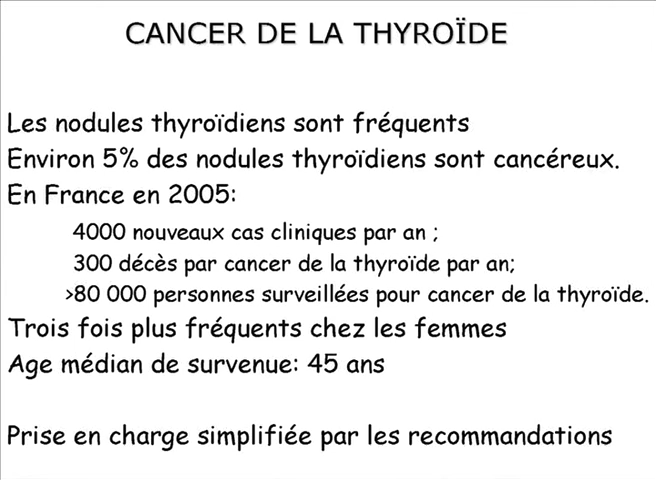 CANCER DE LA THYROÏDE
Les nodules thyroïdiens sont fréquents
Environ 5% des nodules thyroïdiens sont cancéreux.
En France en 2005:
4000 nouveaux cas cliniques par an ;
300 décès par cancer de la thyroïde par an;
>80 000 personnes surveillées pour cancer de la thyroïde.
Trois fois plus fréquents chez les femmes
Age médian de survenue: 45 ans
Prise en charge simplifiée par les recommandations